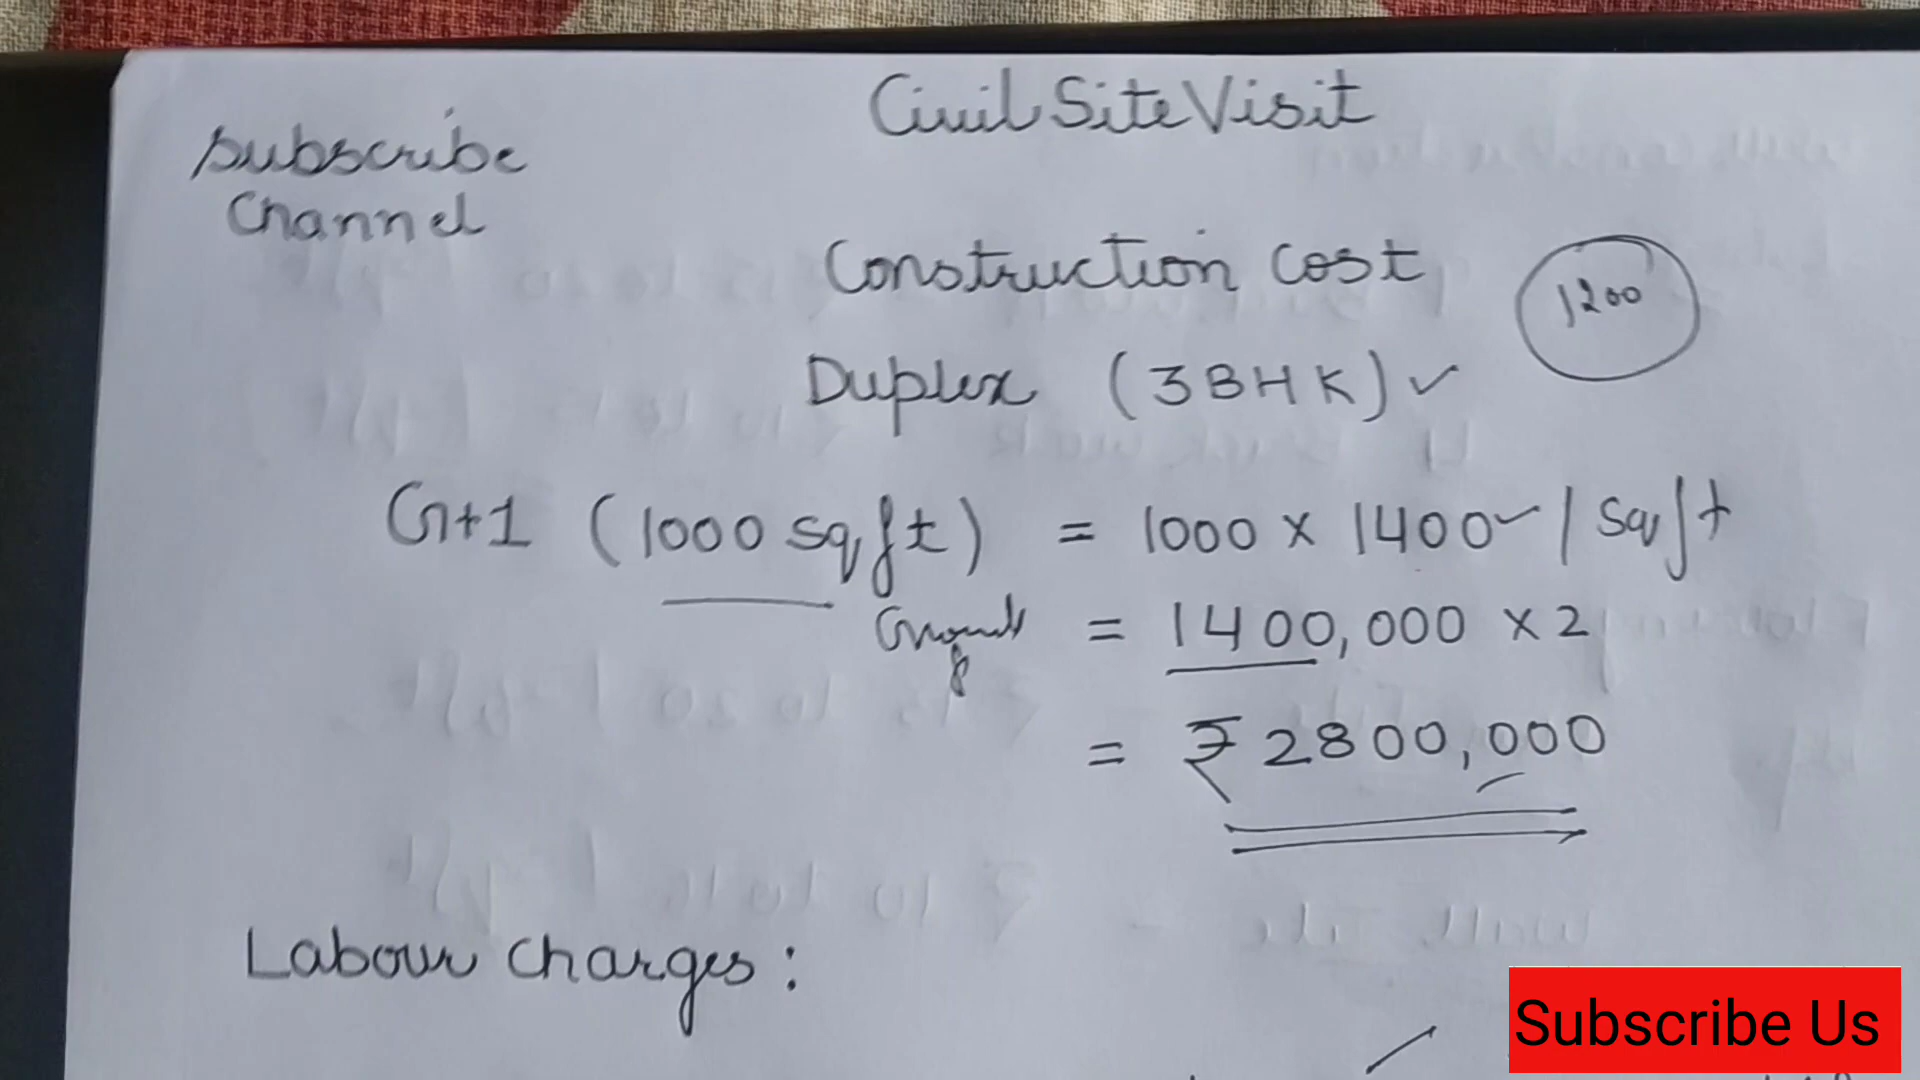 Civil Site Visit
Subscribe
Channel
Construction Cost
1200
Duplex (3BHK) ✓
G+1 (1000 sqft) = 1000 x 1400 / Sqft
= 1400,000 x 2
= ₹ 2800,000
Labour charges :
Subscribe Us